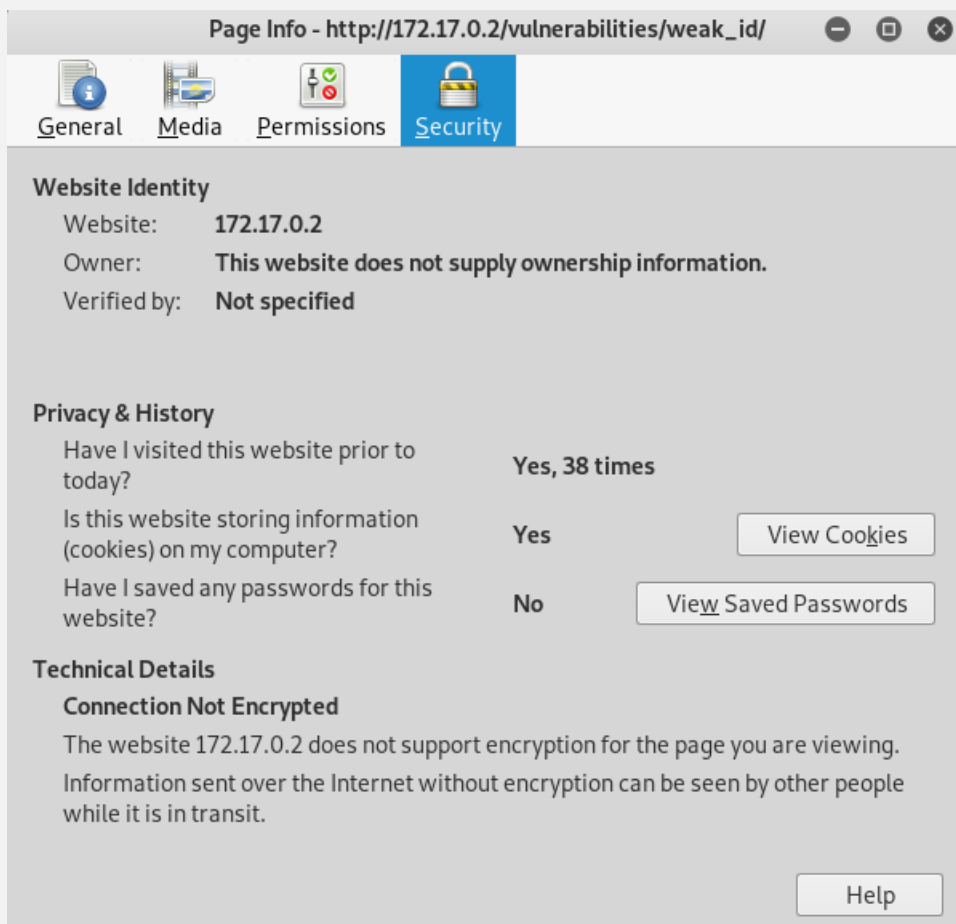 Page Info - http://172.17.0.2/vulnerabilities/weak_id/
General Media Permissions Security
Website Identity
Website: 172.17.0.2
Owner: This website does not supply ownership information.
Verified by: Not specified
Privacy & History
Have I visited this website prior to
today?
Yes, 38 times
Is this website storing information
(cookies) on my computer?
Yes
View Cookies
Have I saved any passwords for this
website?
No
View Saved Passwords
Technical Details
Connection Not Encrypted
The website 172.17.0.2 does not support encryption for the page you are viewing.
Information sent over the Internet without encryption can be seen by other people
while it is in transit.
Help